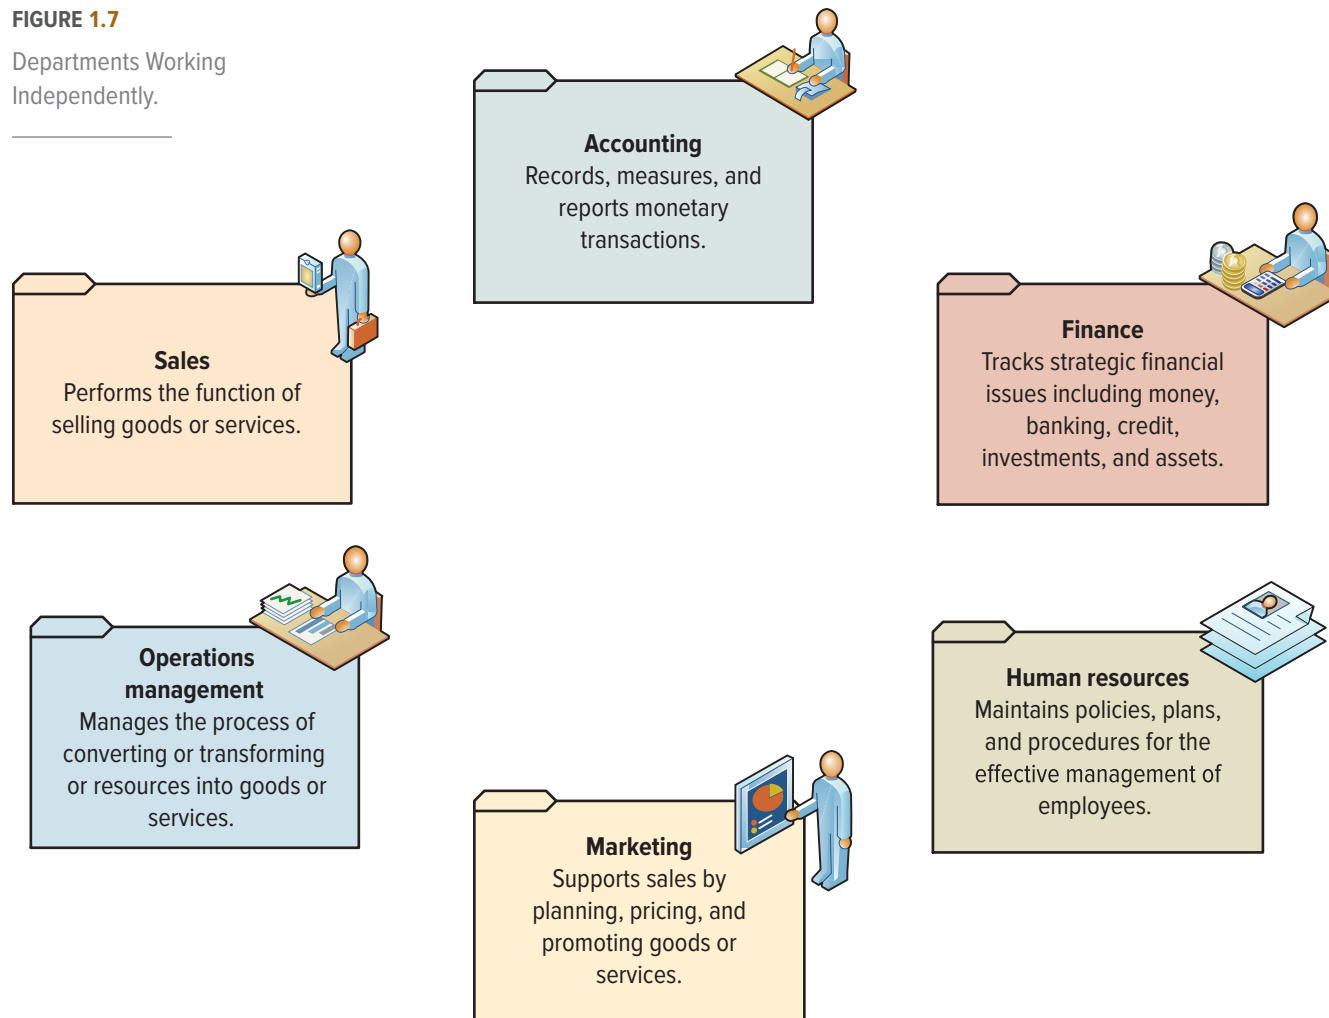 FIGURE 1.7
Departments Working
Independently.
Accounting
Records, measures, and
reports monetary
transactions.
Sales
Performs the function of
selling goods or services.
Finance
Tracks strategic financial
issues including money,
banking, credit,
investments, and assets.
Operations
management
Manages the process of
converting or transforming
or resources into goods or
services.
Human resources
Maintains policies, plans,
and procedures for the
effective management of
employees.
Marketing
Supports sales by
planning, pricing, and
promoting goods or
services.